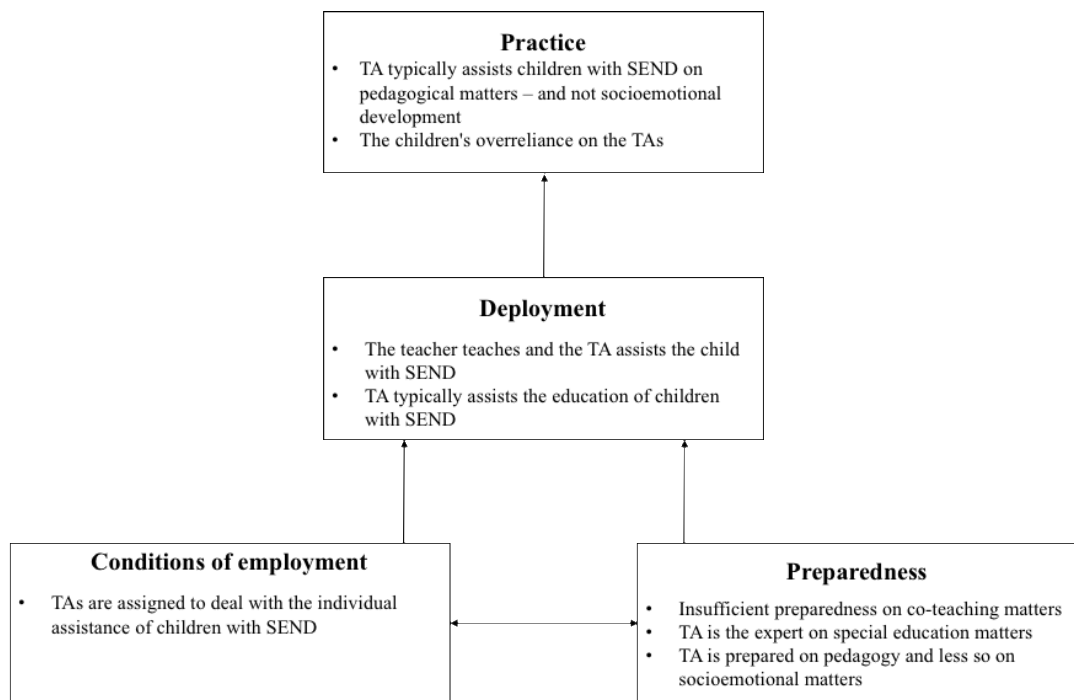 Practice
• TA typically assists children with SEND on
pedagogical matters – and not socioemotional
development
• The children's overreliance on the TAs
Deployment
• The teacher teaches and the TA assists the child
with SEND
• TA typically assists the education of children
with SEND
Conditions of employment
• TAs are assigned to deal with the individual
assistance of children with SEND
Preparedness
• Insufficient preparedness on co-teaching matters
• TA is the expert on special education matters
• TA is prepared on pedagogy and less so on
socioemotional matters